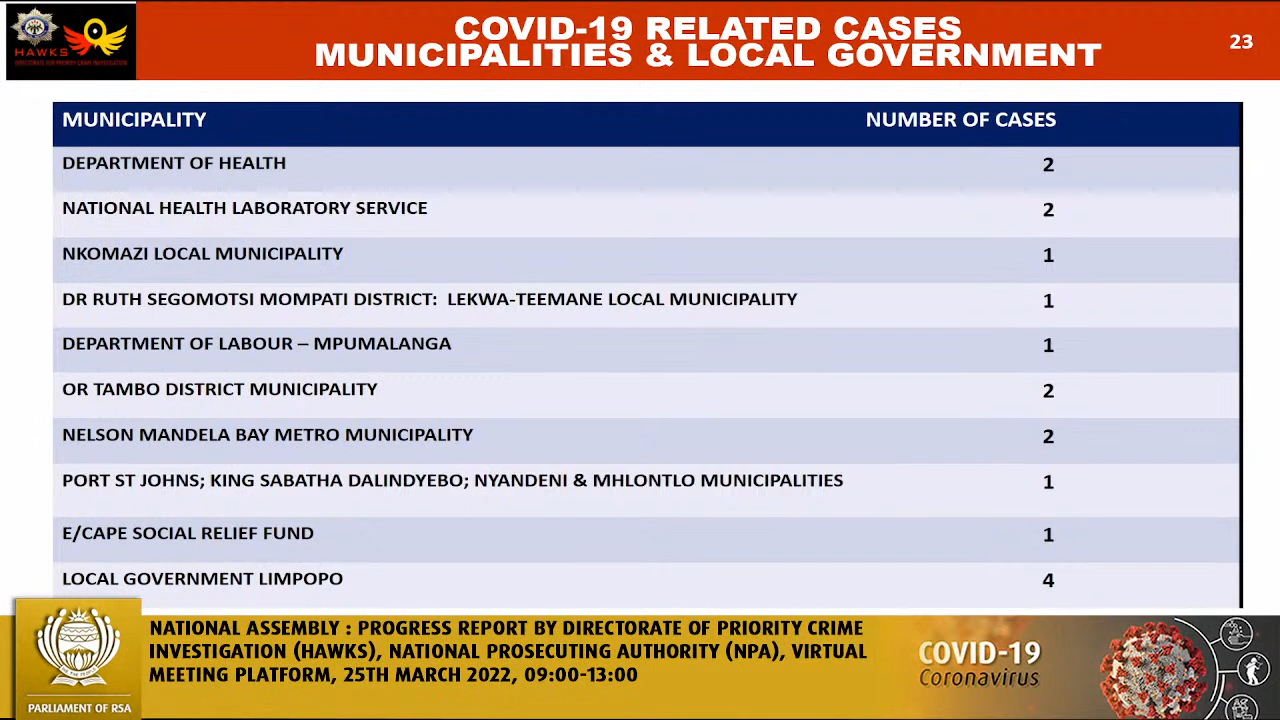 HAWKS
DIRECTORATE FOR PRIORITY CRIME INVESTIGATION
COVID-19 RELATED CASES
MUNICIPALITIES & LOCAL GOVERNMENT
23
MUNICIPALITY NUMBER OF CASES
DEPARTMENT OF HEALTH 2
NATIONAL HEALTH LABORATORY SERVICE 2
NKOMAZI LOCAL MUNICIPALITY 1
DR RUTH SEGOMOTSI MOMPATI DISTRICT: LEKWA-TEEMANE LOCAL MUNICIPALITY 1
DEPARTMENT OF LABOUR – MPUMALANGA 1
OR TAMBO DISTRICT MUNICIPALITY 2
NELSON MANDELA BAY METRO MUNICIPALITY 2
PORT ST JOHNS; KING SABATHA DALINDYEBO; NYANDENI & MHLONTLO MUNICIPALITIES 1
E/CAPE SOCIAL RELIEF FUND 1
LOCAL GOVERNMENT LIMPOPO 4
PARLIAMENT OF RSA
NATIONAL ASSEMBLY : PROGRESS REPORT BY DIRECTORATE OF PRIORITY CRIME
INVESTIGATION (HAWKS), NATIONAL PROSECUTING AUTHORITY (NPA), VIRTUAL
MEETING PLATFORM, 25TH MARCH 2022, 09:00-13:00
COVID-19
Coronavirus